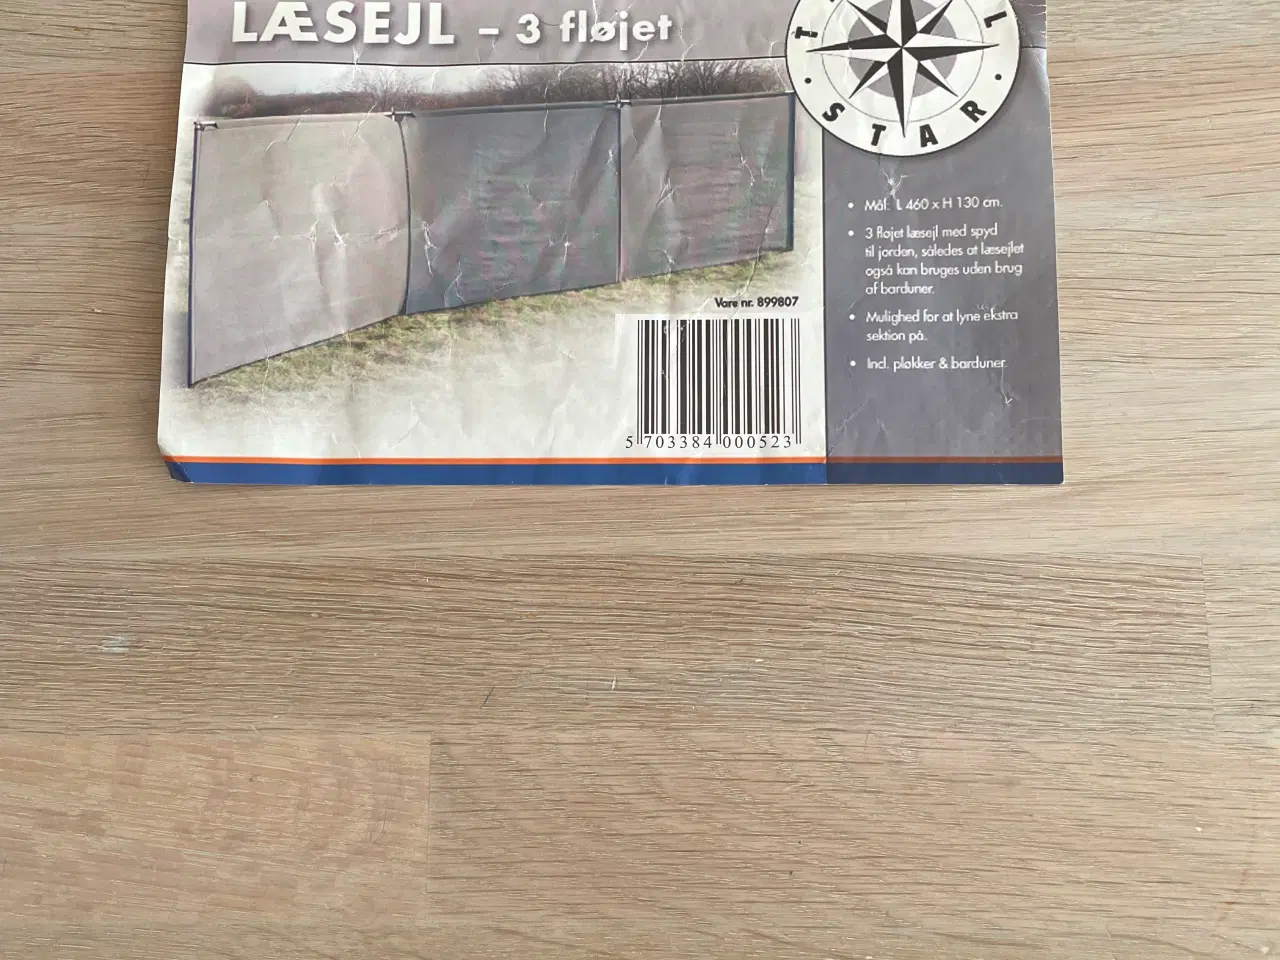 LÆSEJL – 3 fløjet
STAR
• Mål: L 460 x H 130 cm.
• 3 fløjet læsejl med spyd
til jorden, således at læsejlet
også kan bruges uden brug
af barduner.
• Mulighed for at lyne ekstra
sektion på.
• Incl. pløkker & barduner.
Vare nr. 899807
5 703384 000523